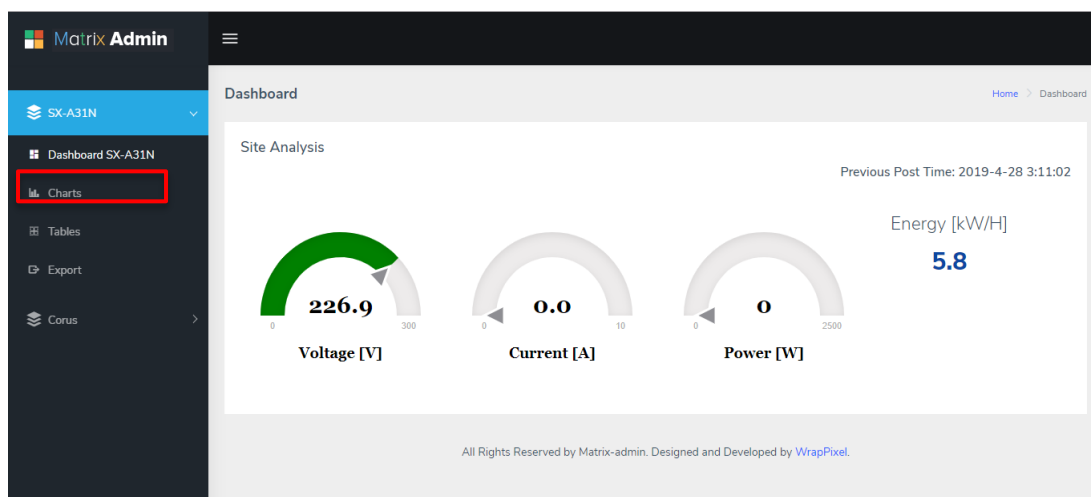 Matrix Admin
SX-A31N
Dashboard SX-A31N
Charts
Tables
Export
Corus
Dashboard
Home > Dashboard
Site Analysis
Previous Post Time: 2019-4-28 3:11:02
226.9
0 300
Voltage [V]
0.0
0 10
Current [A]
0
0 2500
Power [W]
Energy [kW/H]
5.8
All Rights Reserved by Matrix-admin. Designed and Developed by WrapPixel.